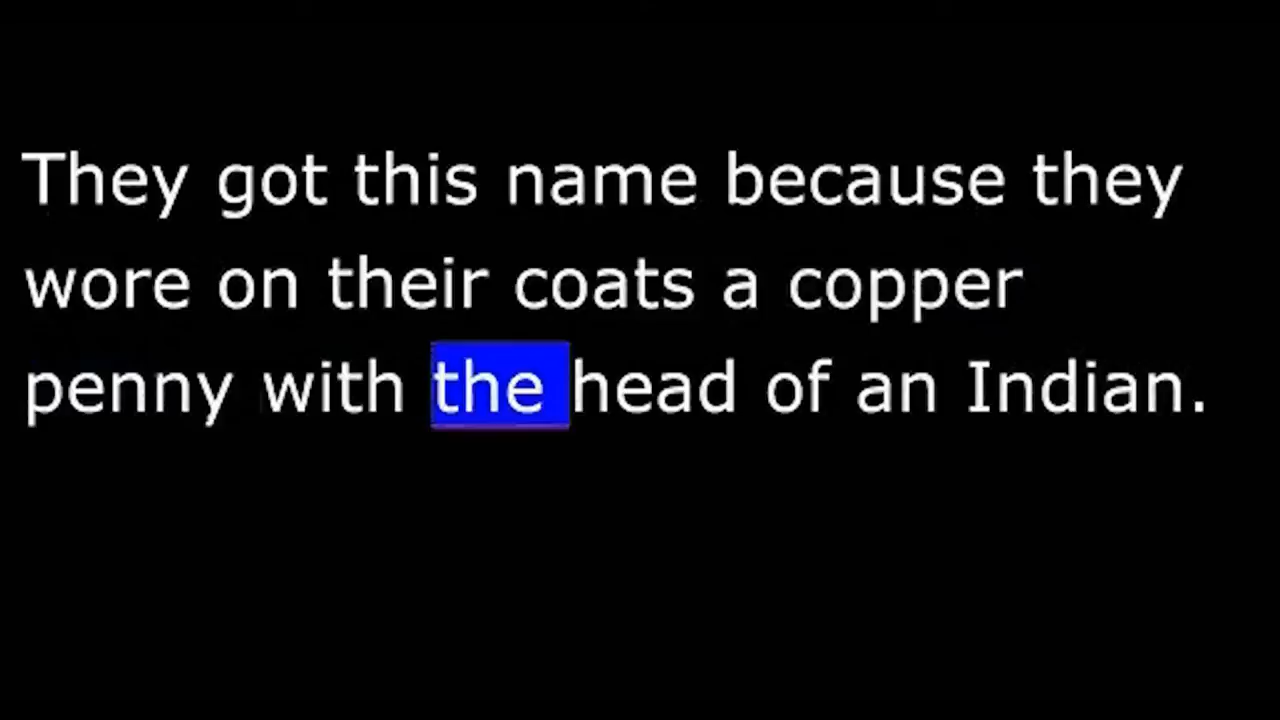 They got this name because they
wore on their coats a copper
penny with the head of an Indian.